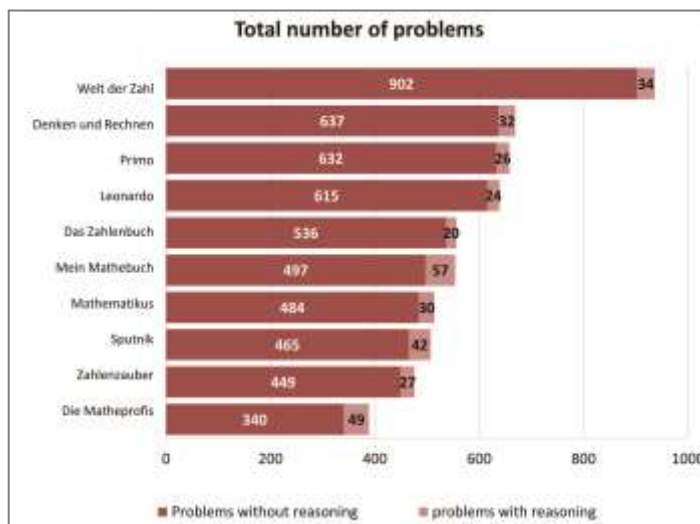 Total number of problems
Welt der Zahl 902 34
Denken und Rechnen 637 32
Primo 632 26
Leonardo 615 24
Das Zahlenbuch 536 20
Mein Mathebuch 497 57
Mathematikus 484 30
Sputnik 465 42
Zahlenzauber 449 27
Die Matheprofis 340 49
0 200 400 600 800 1000
Problems without reasoning problems with reasoning